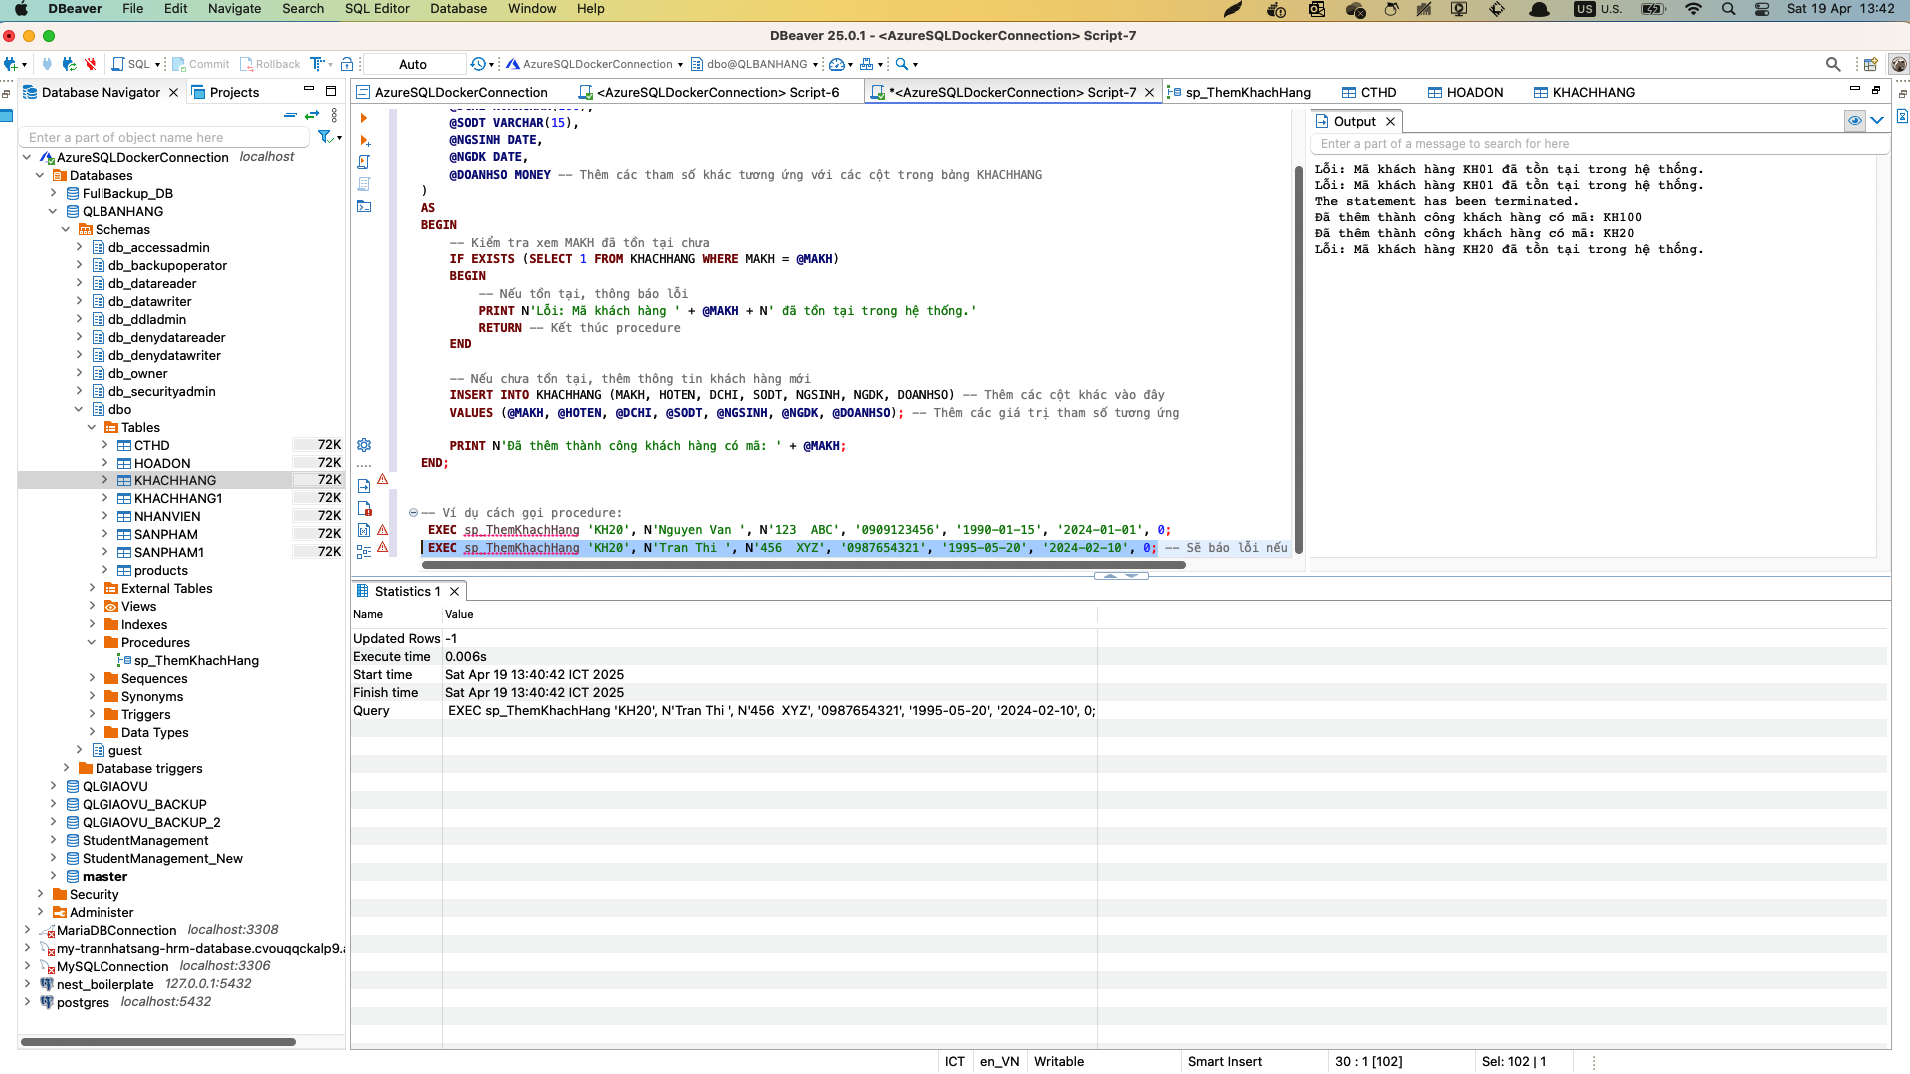 DBeaver File Edit Navigate Search SQL Editor Database Window Help US U.S. Sat 19 Apr 13:42
DBeaver 25.0.1 - <AzureSQLDockerConnection> Script-7
SQL Commit Rollback Auto AzureSQLDockerConnection dbo@QLBANHANG
Database Navigator Projects
Enter a part of object name here
AzureSQLDockerConnection localhost
Databases
FullBackup_DB
QLBANHANG
Schemas
db_accessadmin
db_backupoperator
db_datareader
db_datawriter
db_ddladmin
db_denydatareader
db_denydatawriter
db_owner
db_securityadmin
dbo
Tables
CTHD 72K
HOADON 72K
KHACHHANG 72K
KHACHHANG1 72K
NHANVIEN 72K
SANPHAM 72K
SANPHAM1 72K
products
External Tables
Views
Indexes
Procedures
sp_ThemKhachHang
Sequences
Synonyms
Triggers
Data Types
guest
Database triggers
QLGIAOVU
QLGIAOVU_BACKUP
QLGIAOVU_BACKUP_2
StudentManagement
StudentManagement_New
master
Security
Administer
MariaDBConnection localhost:3308
my-trannhatsang-hrm-database.cvouqqckalp9.a
MySQLConnection localhost:3306
nest_boilerplate 127.0.0.1:5432
postgres localhost:5432
AzureSQLDockerConnection <AzureSQLDockerConnection> Script-6 *<AzureSQLDockerConnection> Script-7 sp_ThemKhachHang CTHD HOADON KHACHHANG
@SODT VARCHAR(15),
@NGSINH DATE,
@NGDK DATE,
@DOANHSO MONEY -- Thêm các tham số khác tương ứng với các cột trong bảng KHACHHANG
)
AS
BEGIN
-- Kiểm tra xem MAKH đã tồn tại chưa
IF EXISTS (SELECT 1 FROM KHACHHANG WHERE MAKH = @MAKH)
BEGIN
-- Nếu tồn tại, thông báo lỗi
PRINT N'Lỗi: Mã khách hàng ' + @MAKH + N' đã tồn tại trong hệ thống.'
RETURN -- Kết thúc procedure
END
-- Nếu chưa tồn tại, thêm thông tin khách hàng mới
INSERT INTO KHACHHANG (MAKH, HOTEN, DCHI, SODT, NGSINH, NGDK, DOANHSO) -- Thêm các cột khác vào đây
VALUES (@MAKH, @HOTEN, @DCHI, @SODT, @NGSINH, @NGDK, @DOANHSO); -- Thêm các giá trị tham số tương ứng
PRINT N'Đã thêm thành công khách hàng có mã: ' + @MAKH;
END;
-- Ví dụ cách gọi procedure:
EXEC sp_ThemKhachHang 'KH20', N'Nguyen Van ', N'123  ABC', '0909123456', '1990-01-15', '2024-01-01', 0;
EXEC sp_ThemKhachHang 'KH20', N'Tran Thi ', N'456  XYZ', '0987654321', '1995-05-20', '2024-02-10', 0; -- Sẽ báo lỗi nếu
Output
Enter a part of a message to search for here
Lỗi: Mã khách hàng KH01 đã tồn tại trong hệ thống.
Lỗi: Mã khách hàng KH01 đã tồn tại trong hệ thống.
The statement has been terminated.
Đã thêm thành công khách hàng có mã: KH100
Đã thêm thành công khách hàng có mã: KH20
Lỗi: Mã khách hàng KH20 đã tồn tại trong hệ thống.
Statistics 1
Name Value
Updated Rows -1
Execute time 0.006s
Start time Sat Apr 19 13:40:42 ICT 2025
Finish time Sat Apr 19 13:40:42 ICT 2025
Query EXEC sp_ThemKhachHang 'KH20', N'Tran Thi ', N'456  XYZ', '0987654321', '1995-05-20', '2024-02-10', 0;
ICT en_VN Writable Smart Insert 30 : 1 [102] Sel: 102 | 1